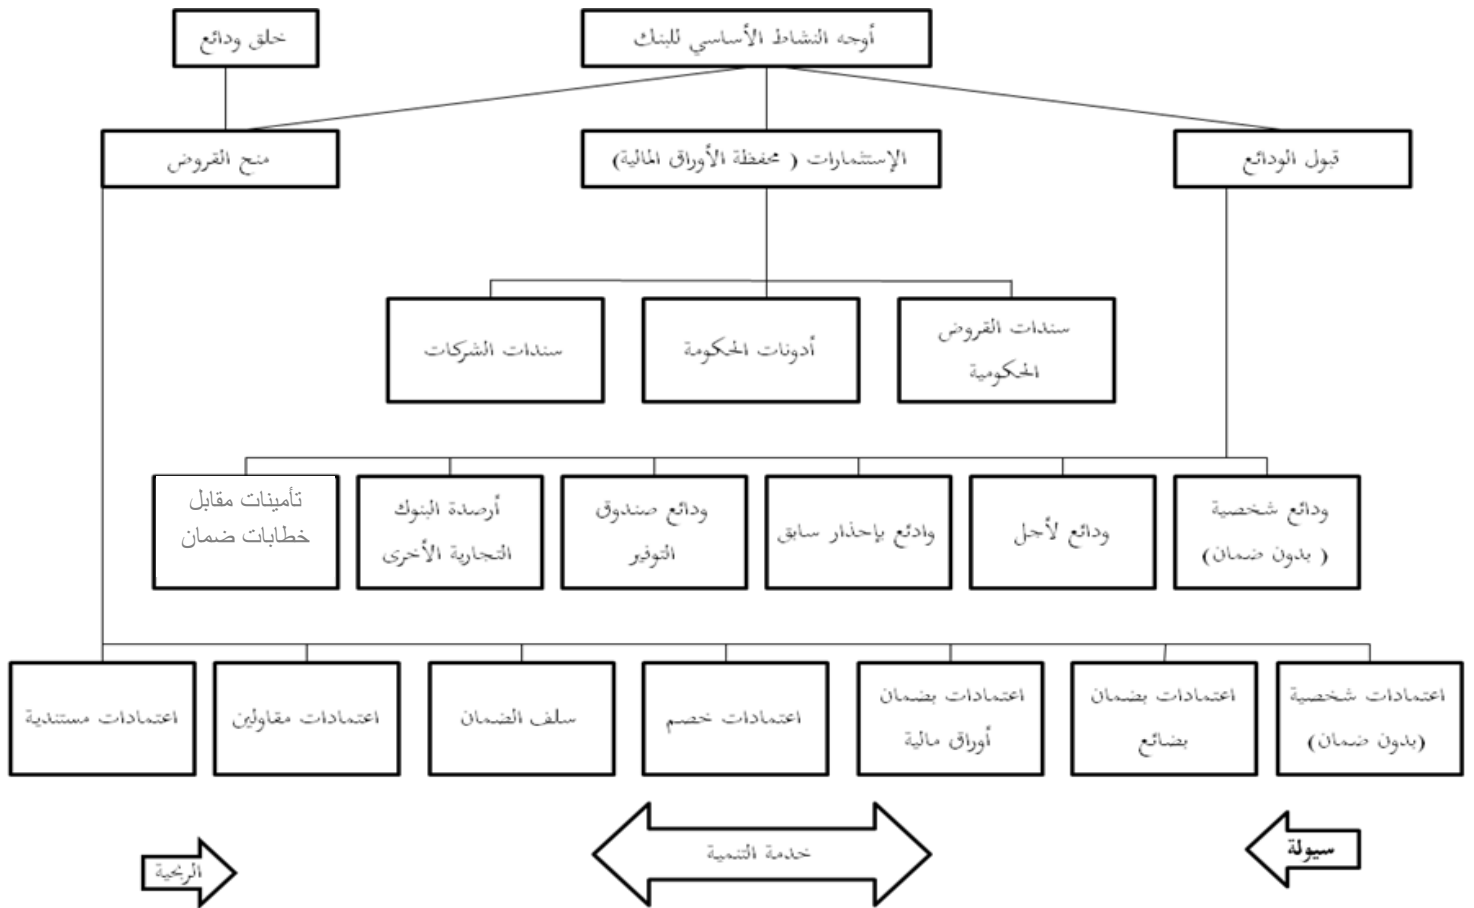 أوجه النشاط الأساسي للبنك
خلق ودائع
قبول الودائع
الإستثمارات ( محفظة الأوراق المالية)
منح القروض
سندات القروض
الحكومية
أدونات الحكومة
سندات الشركات
ودائع شخصية
( بدون ضمان)
ودائع لأجل
وادئع بإحذار سابق
ودائع صندوق
التوفير
أرصدة البنوك
التجارية الأخرى
تأمينات مقابل
خطابات ضمان
اعتمادات شخصية
(بدون ضمان)
اعتمادات بضمان
بضائع
اعتمادات بضمان
أوراق مالية
اعتمادات خصم
سلف الضمان
اعتمادات مقاولين
اعتمادات مستندية
سيولة
خدمة التنمية
الربحية